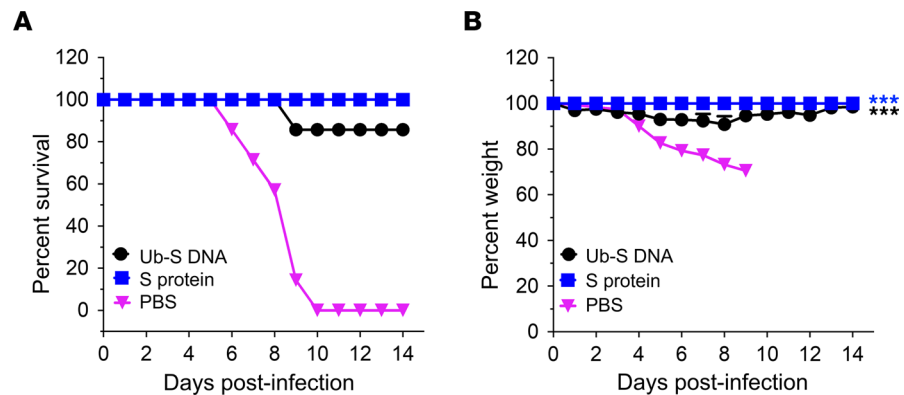 A
Percent survival
120
100
80
60
40
20
0
Ub-S DNA
S protein
PBS
0 2 4 6 8 10 12 14
Days post-infection
B
Percent weight
120
100
80
60
40
20
0
***
***
Ub-S DNA
S protein
PBS
0 2 4 6 8 10 12 14
Days post-infection